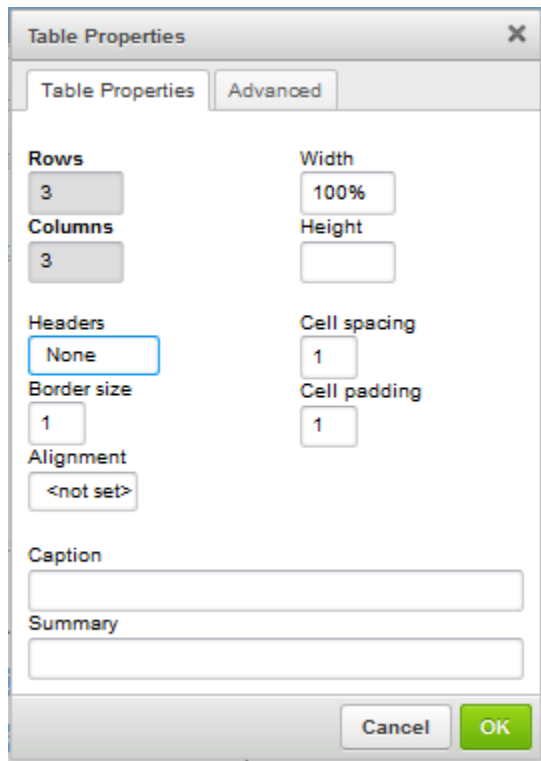 Table Properties
Table Properties Advanced
Rows Width
3 100%
Columns Height
3
Headers Cell spacing
None 1
Border size Cell padding
1 1
Alignment
<not set>
Caption
Summary
Cancel OK